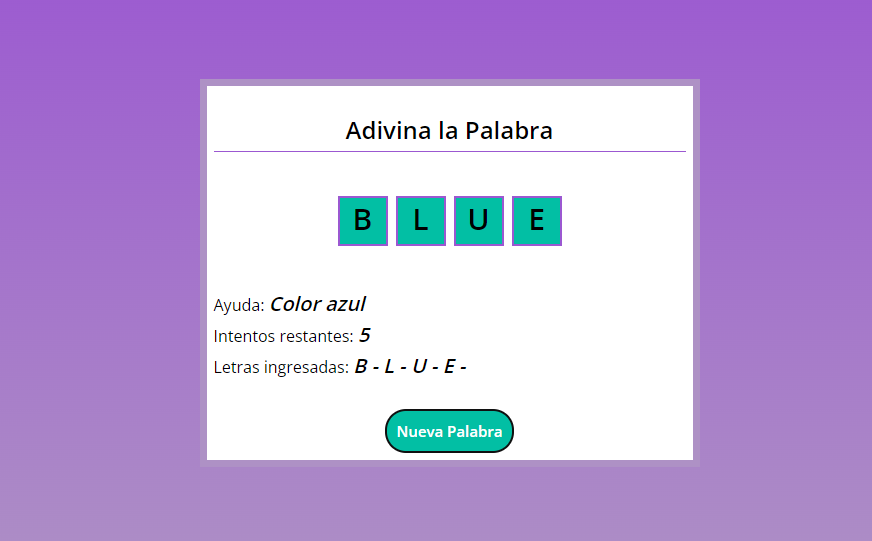 Adivina la Palabra
B L U E
Ayuda: Color azul
Intentos restantes: 5
Letras ingresadas: B - L - U - E -
Nueva Palabra